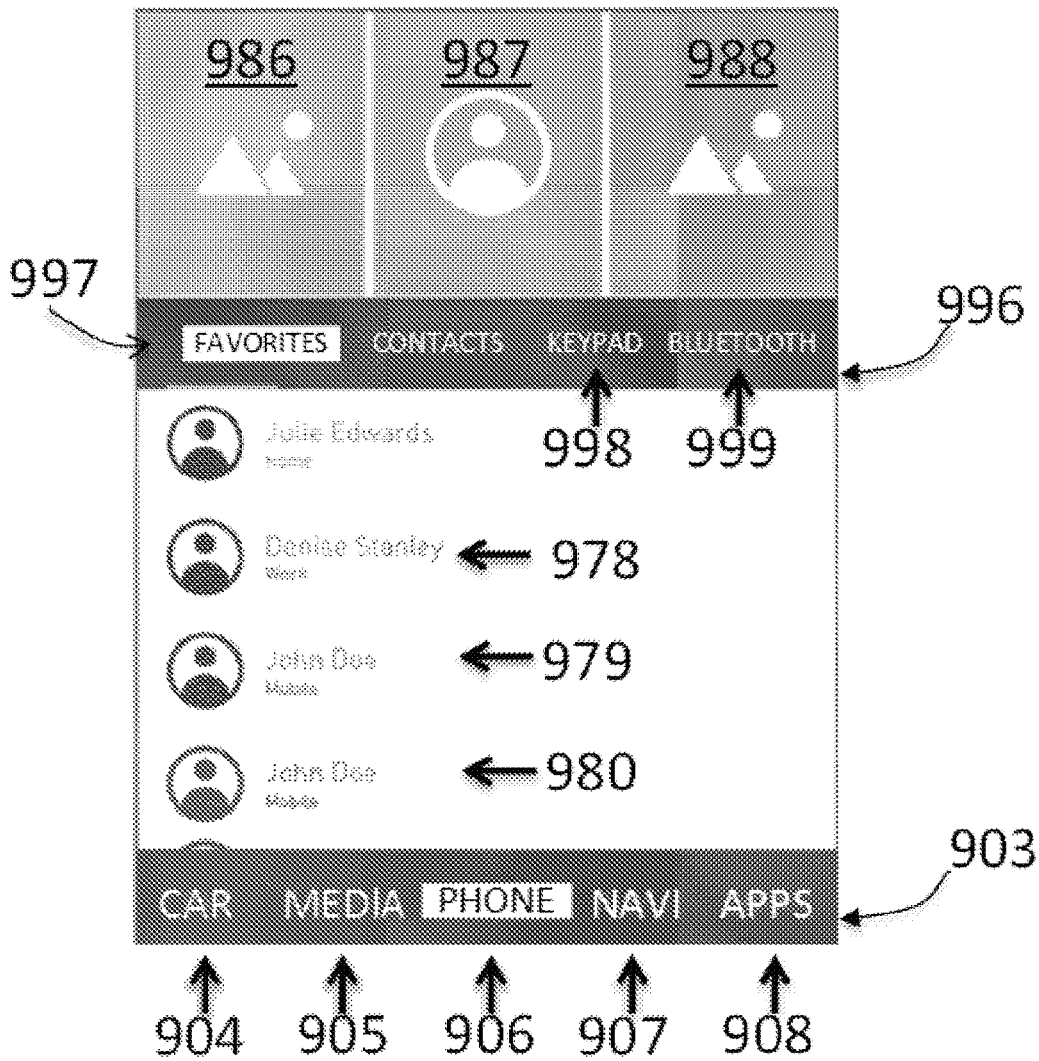 986 987 988
997
996
FAVORITES CONTACTS KEYPAD BLUETOOTH
998 999
Julie Edwards
Home
Denise Stanley
Work
978
John Doe
Mobile
979
John Doe
Mobile
980
903
CAR MEDIA PHONE NAVI APPS
904 905 906 907 908